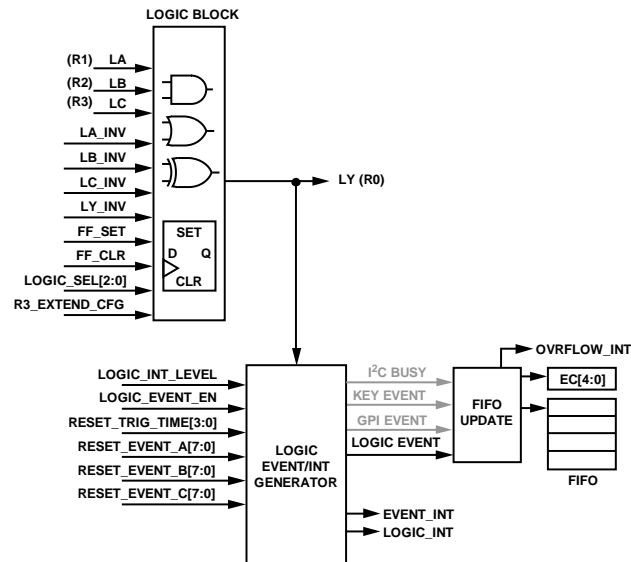 LOGIC BLOCK
(R1) LA
(R2) LB
(R3) LC
LA_INV
LB_INV
LC_INV
LY_INV
FF_SET
FF_CLR
LOGIC_SEL[2:0]
R3_EXTEND_CFG
SET
D Q
CLR
LY (R0)
LOGIC_INT_LEVEL
LOGIC_EVENT_EN
RESET_TRIG_TIME[3:0]
RESET_EVENT_A[7:0]
RESET_EVENT_B[7:0]
RESET_EVENT_C[7:0]
LOGIC
EVENT/INT
GENERATOR
I2C BUSY
KEY EVENT
GPI EVENT
LOGIC EVENT
EVENT_INT
LOGIC_INT
FIFO
UPDATE
OVRFLOW_INT
EC[4:0]
FIFO